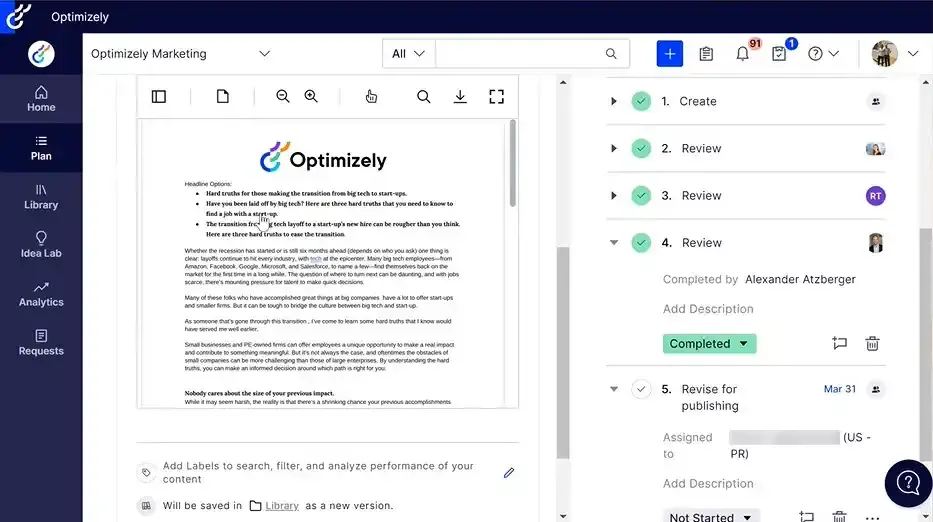 Optimizely
Optimizely Marketing
All
91
1
Home
Plan
Library
Idea Lab
Analytics
Requests
Optimizely
Headline Options:
Hard truths for those making the transition from big tech to start-ups.
Have you been laid off by big tech? Here are three hard truths that you need to know to
find a job with a start-up.
The transition from big tech layoff to a start-up's new hire can be rougher than you think.
Here are three hard truths to ease the transition.
Whether the recession has started or is still six months ahead (depends on who you ask) one thing is
clear: layoffs continue to hit every industry, with tech at the epicenter. Many big tech employees—from
Amazon, Facebook, Google, Microsoft, and Salesforce, to name a few—find themselves back on the
market for the first time in a long while. The question of where to turn next can be daunting, and with jobs
scarce, there's mounting pressure for talent to make quick decisions.
Many of these folks who have accomplished great things at big companies have a lot to offer start-ups
and smaller firms. But it can be tough to bridge the culture between big tech and start-up.
As someone that's gone through this transition , i've come to learn some hard truths that I know would
have served me well earlier.
Small businesses and PE-owned firms can offer employees a unique opportunity to make a real impact
and contribute to something meaningful. But it's not always the case, and oftentimes the obstacles of
small companies can be more challenging than those of large enterprises. By understanding the hard
truths, you can make an informed decision around which path is right for you.
Nobody cares about the size of your previous impact.
While it may seem harsh, the reality is that there's a shrinking chance your previous accomplishments
Add Labels to search, filter, and analyze performance of your
content
Will be saved in Library as a new version.
1. Create
2. Review
3. Review
RT
4. Review
Completed by Alexander Atzberger
Add Description
Completed
5. Revise for
publishing
Mar 31
Assigned
to
(US -
PR)
Add Description
Not Started